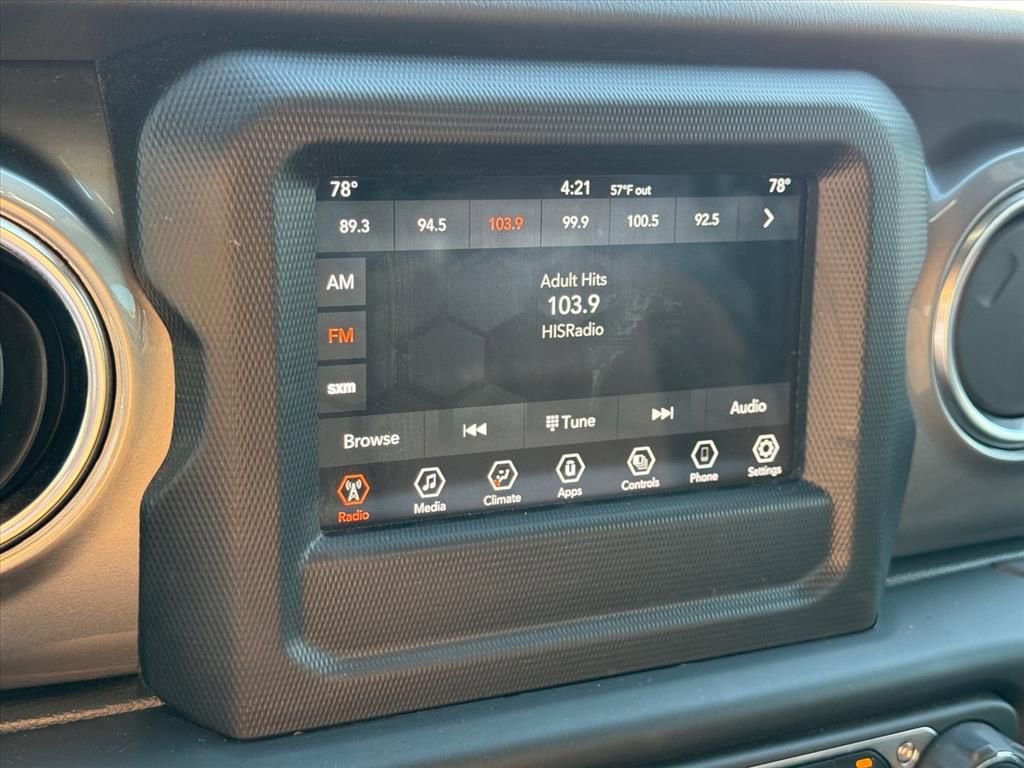 78° 4:21 57°F out 78°
89.3 94.5 103.9 99.9 100.5 92.5
AM
FM
sxm
Adult Hits
103.9
HISRadio
Browse Tune Audio
Radio Media Climate Apps Controls Phone Settings